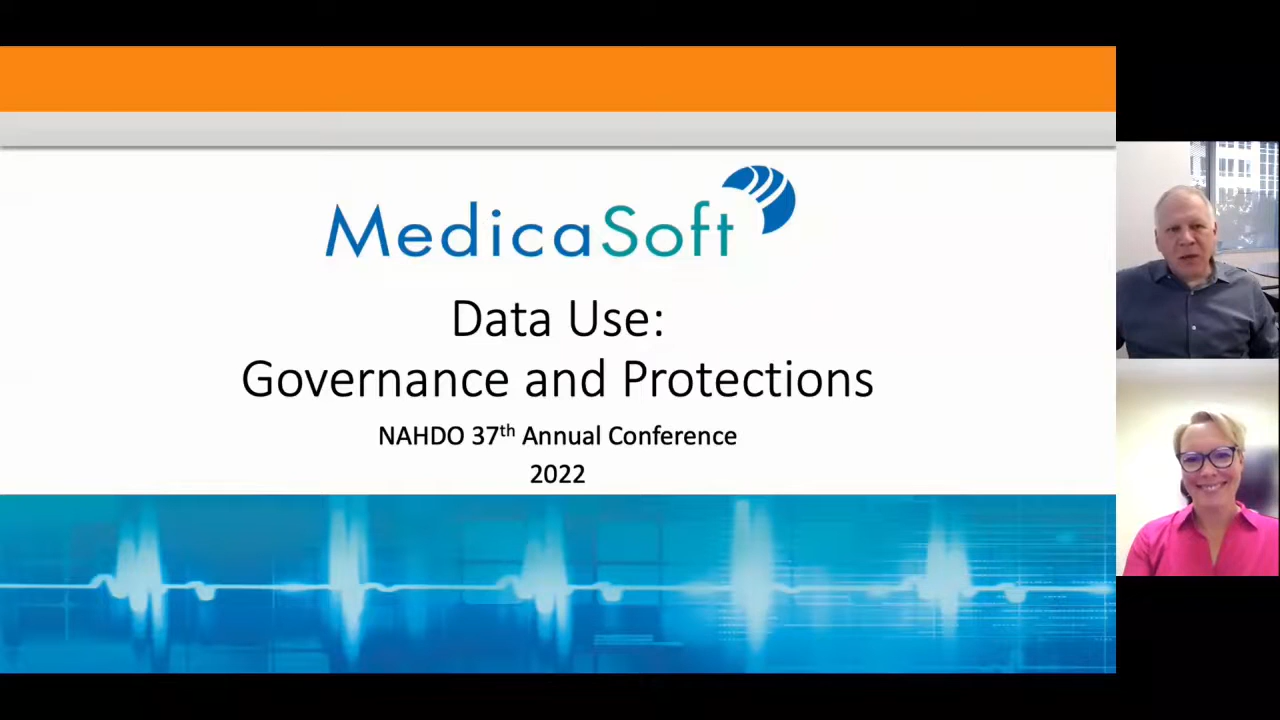 MedicaSoft
Data Use:
Governance and Protections
NAHDO 37th Annual Conference
2022